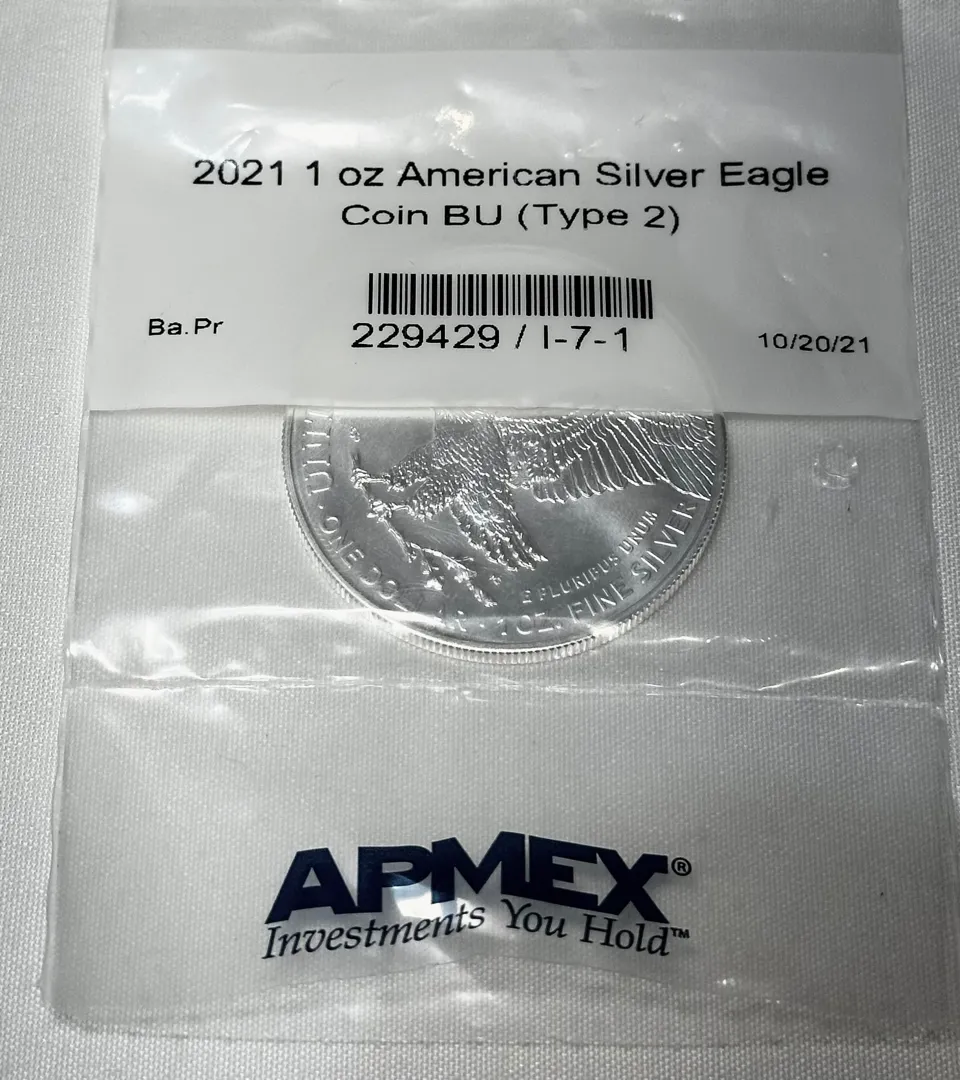 2021 1 oz American Silver Eagle
Coin BU (Type 2)
Ba.Pr
229429 / I-7-1
10/20/21
ONE DOLLAR • 1 OZ. FINE SILVER
E PLURIBUS UNUM
APMEX®
Investments You Hold™